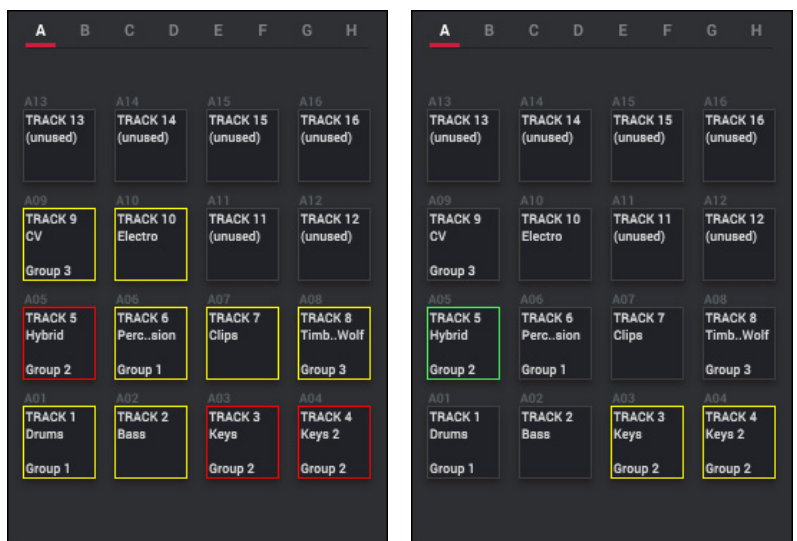 A B C D E F G H
A13 A14 A15 A16
TRACK 13 TRACK 14 TRACK 15 TRACK 16
(unused) (unused) (unused) (unused)
A09 A10 A11 A12
TRACK 9 TRACK 10 TRACK 11 TRACK 12
CV Electro (unused) (unused)
Group 3
A05 A06 A07 A08
TRACK 5 TRACK 6 TRACK 7 TRACK 8
Hybrid Perc..sion Clips Timb..Wolf
Group 2 Group 1 Group 3
A01 A02 A03 A04
TRACK 1 TRACK 2 TRACK 3 TRACK 4
Drums Bass Keys Keys 2
Group 1 Group 2 Group 2
A B C D E F G H
A13 A14 A15 A16
TRACK 13 TRACK 14 TRACK 15 TRACK 16
(unused) (unused) (unused) (unused)
A09 A10 A11 A12
TRACK 9 TRACK 10 TRACK 11 TRACK 12
CV Electro (unused) (unused)
Group 3
A05 A06 A07 A08
TRACK 5 TRACK 6 TRACK 7 TRACK 8
Hybrid Perc..sion Clips Timb..Wolf
Group 2 Group 1 Group 3
A01 A02 A03 A04
TRACK 1 TRACK 2 TRACK 3 TRACK 4
Drums Bass Keys Keys 2
Group 1 Group 2 Group 2